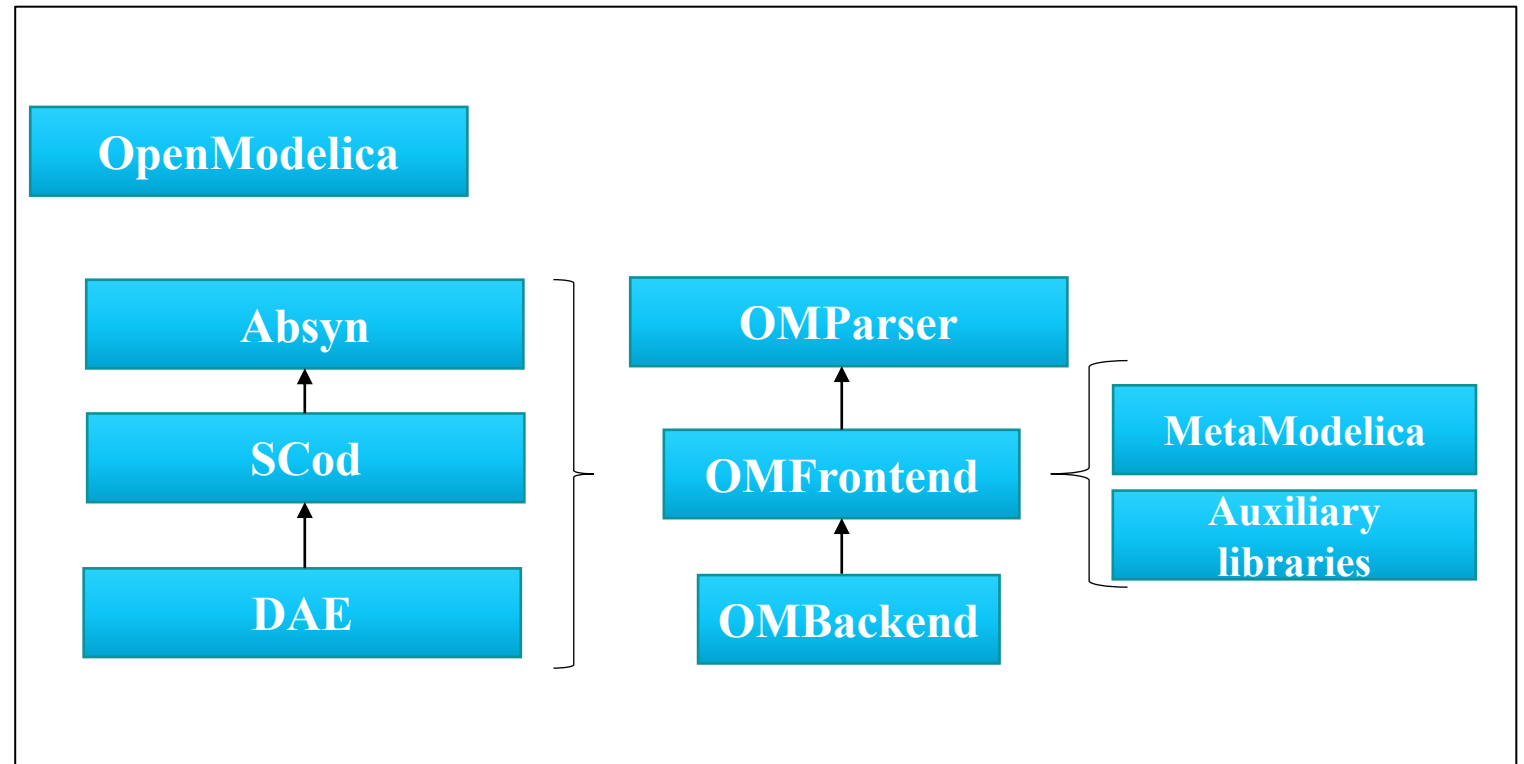 OpenModelica
Absyn
SCod
DAE
OMParser
OMFrontend
OMBackend
MetaModelica
Auxiliary
libraries